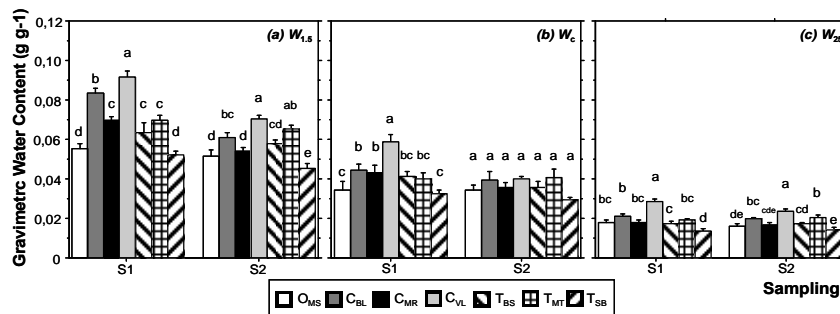 Gravimetrc Water Content (g g-1)
0,12
0,10
0,08
0,06
0,04
0,02
0
(a) W1.5
(b) Wc
(c) W28
d b c a c c d
d bc d a cd ab e
c b b a bc bc c
a a a a a a a
bc b bc a c bc d
de bc cde a c b e
S1 S2 S1 S2 S1 S2
Sampling
OMS CBL CMR CVL TBS TMT TSB